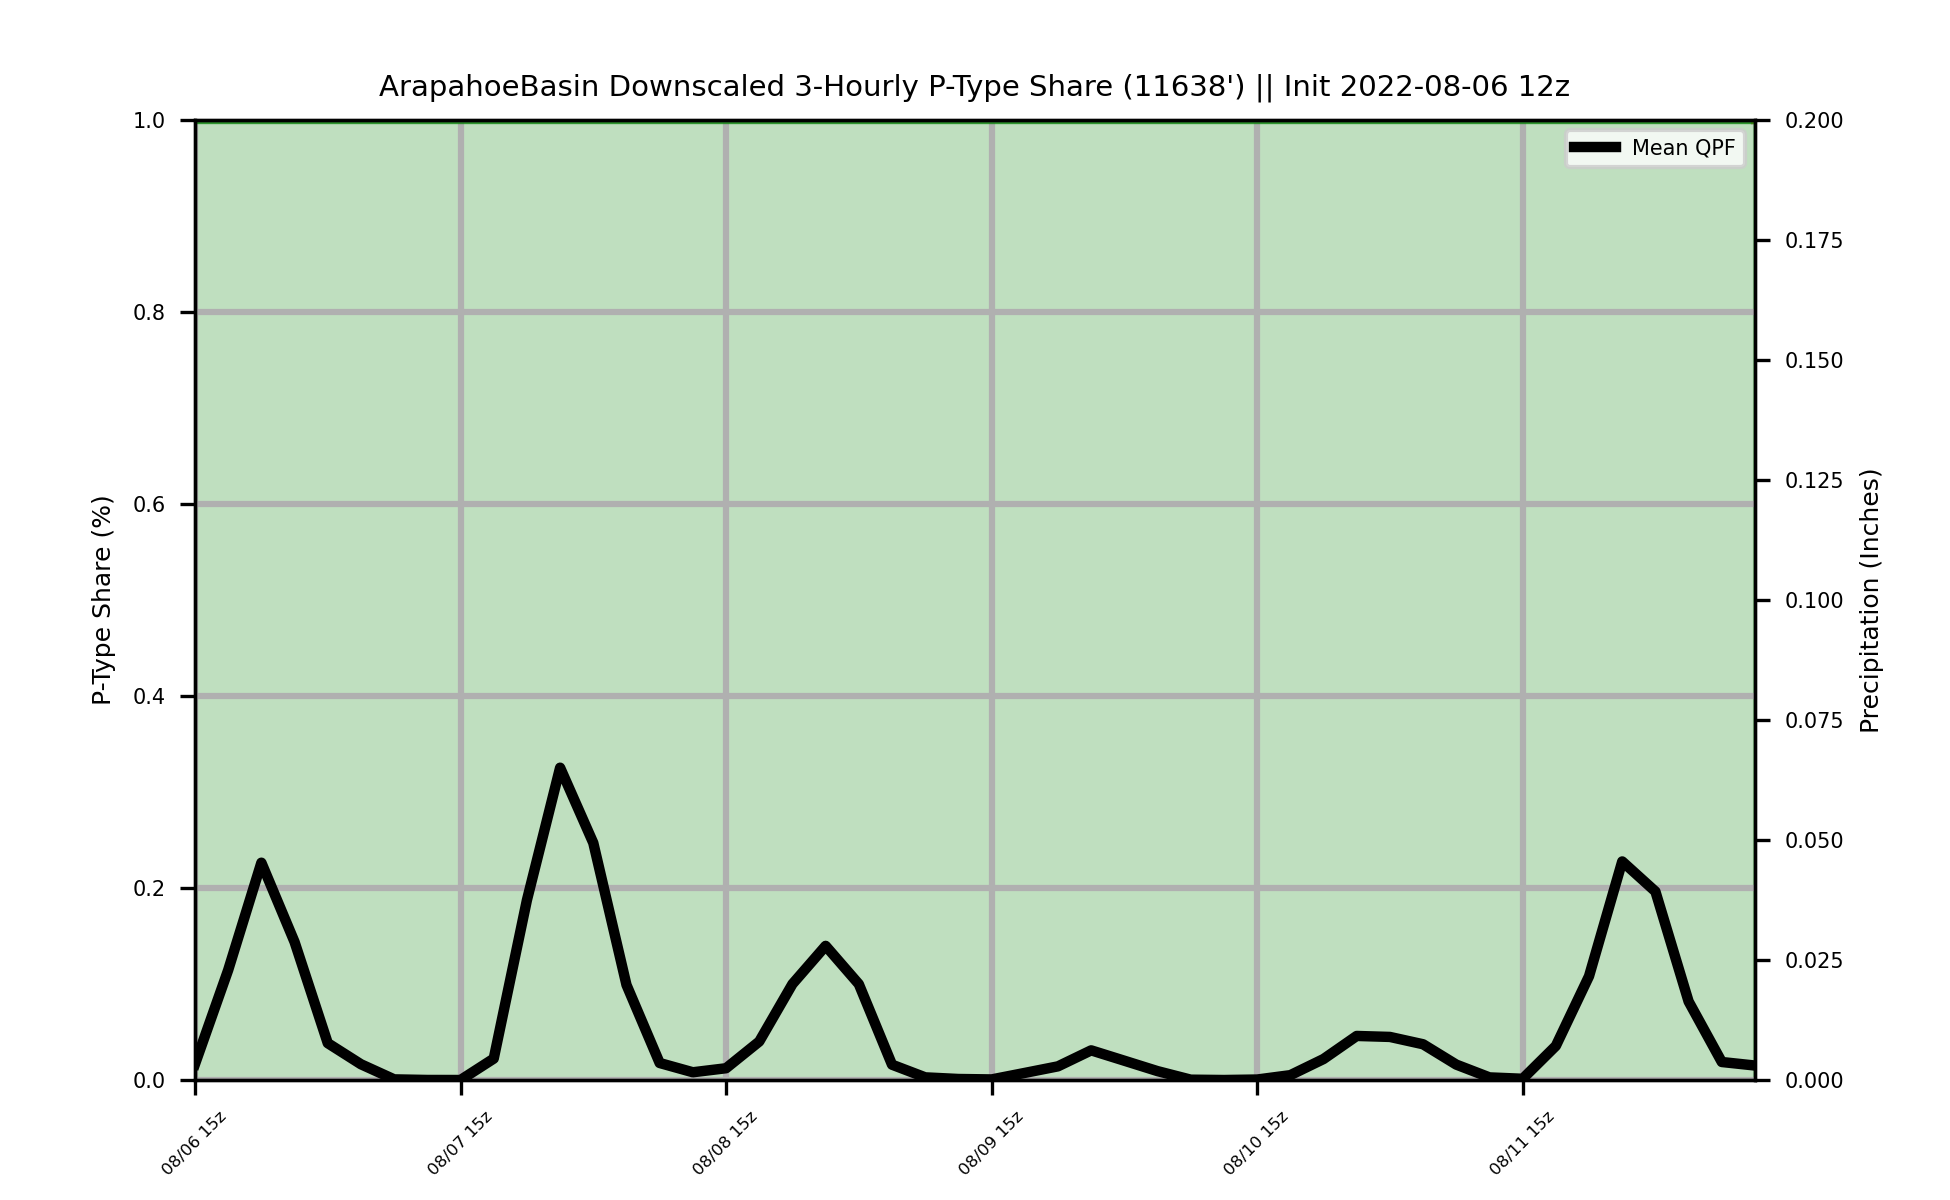 ArapahoeBasin Downscaled 3-Hourly P-Type Share (11638') || Init 2022-08-06 12z
Mean QPF
P-Type Share (%)
1.0
0.8
0.6
0.4
0.2
0.0
0.200
0.175
0.150
0.125
0.100
0.075
0.050
0.025
0.000
Precipitation (Inches)
08/06 15z
08/07 15z
08/08 15z
08/09 15z
08/10 15z
08/11 15z